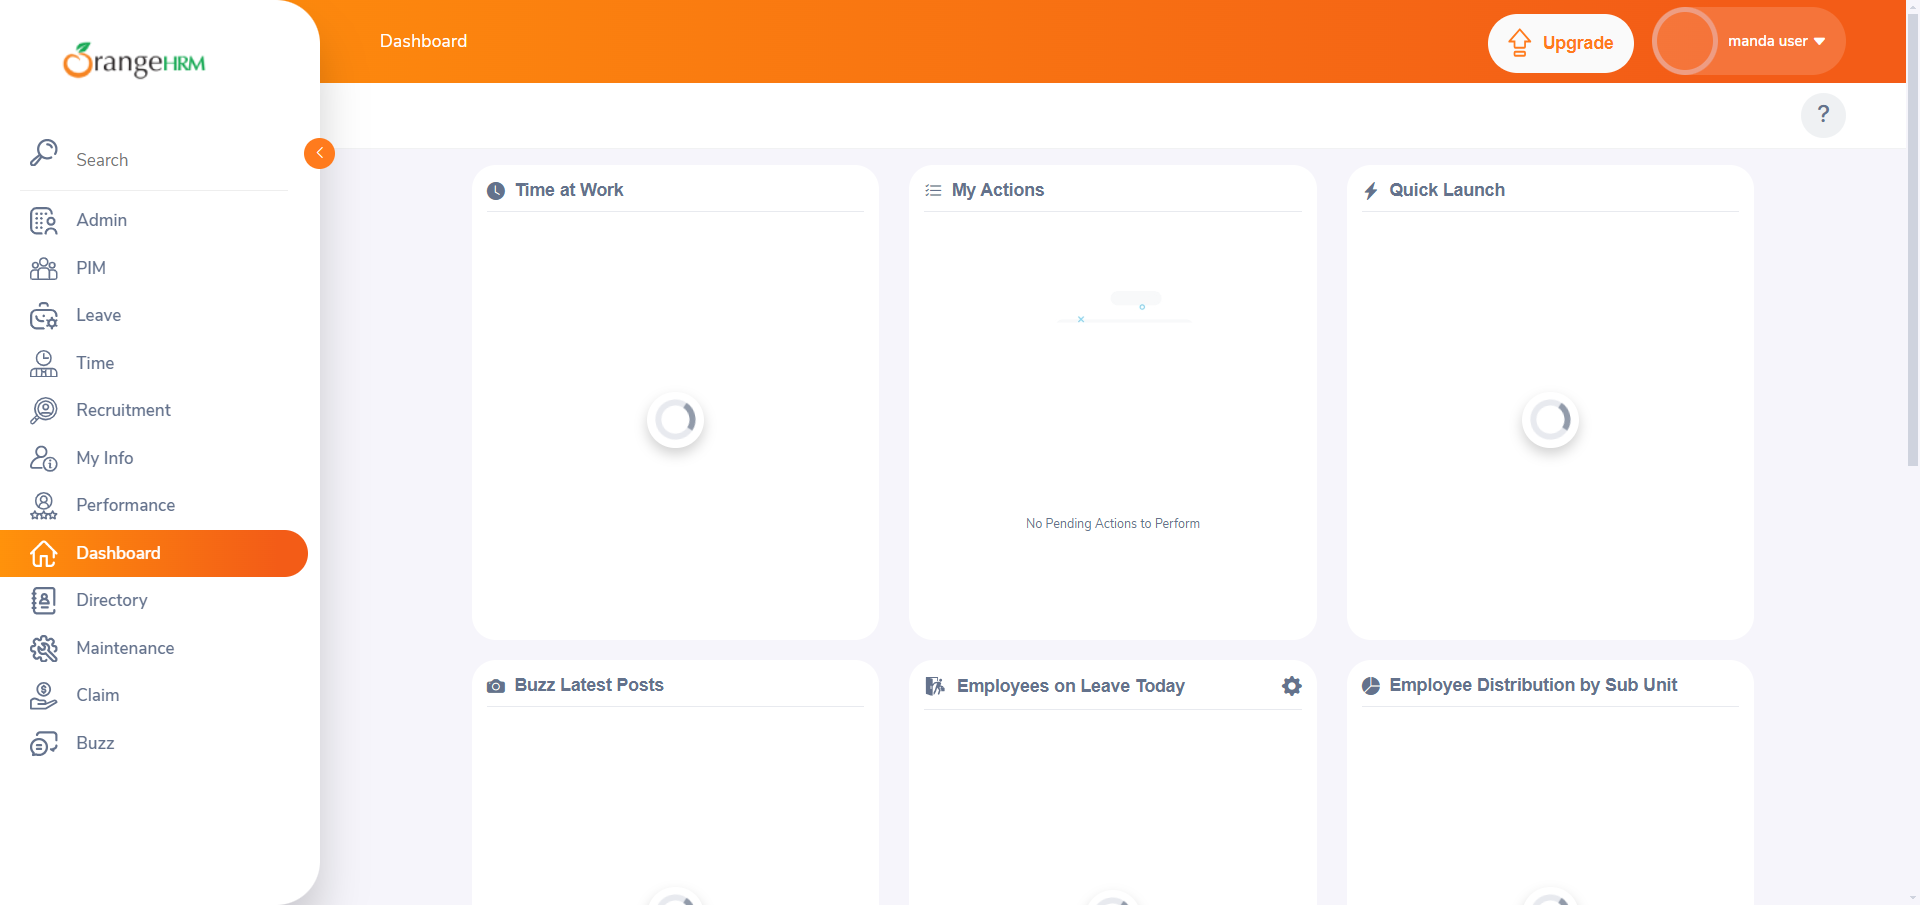 OrangeHRM
Dashboard
Upgrade
manda user
?
Search
Admin
PIM
Leave
Time
Recruitment
My Info
Performance
Dashboard
Directory
Maintenance
Claim
Buzz
Time at Work
My Actions
No Pending Actions to Perform
Quick Launch
Buzz Latest Posts
Employees on Leave Today
Employee Distribution by Sub Unit